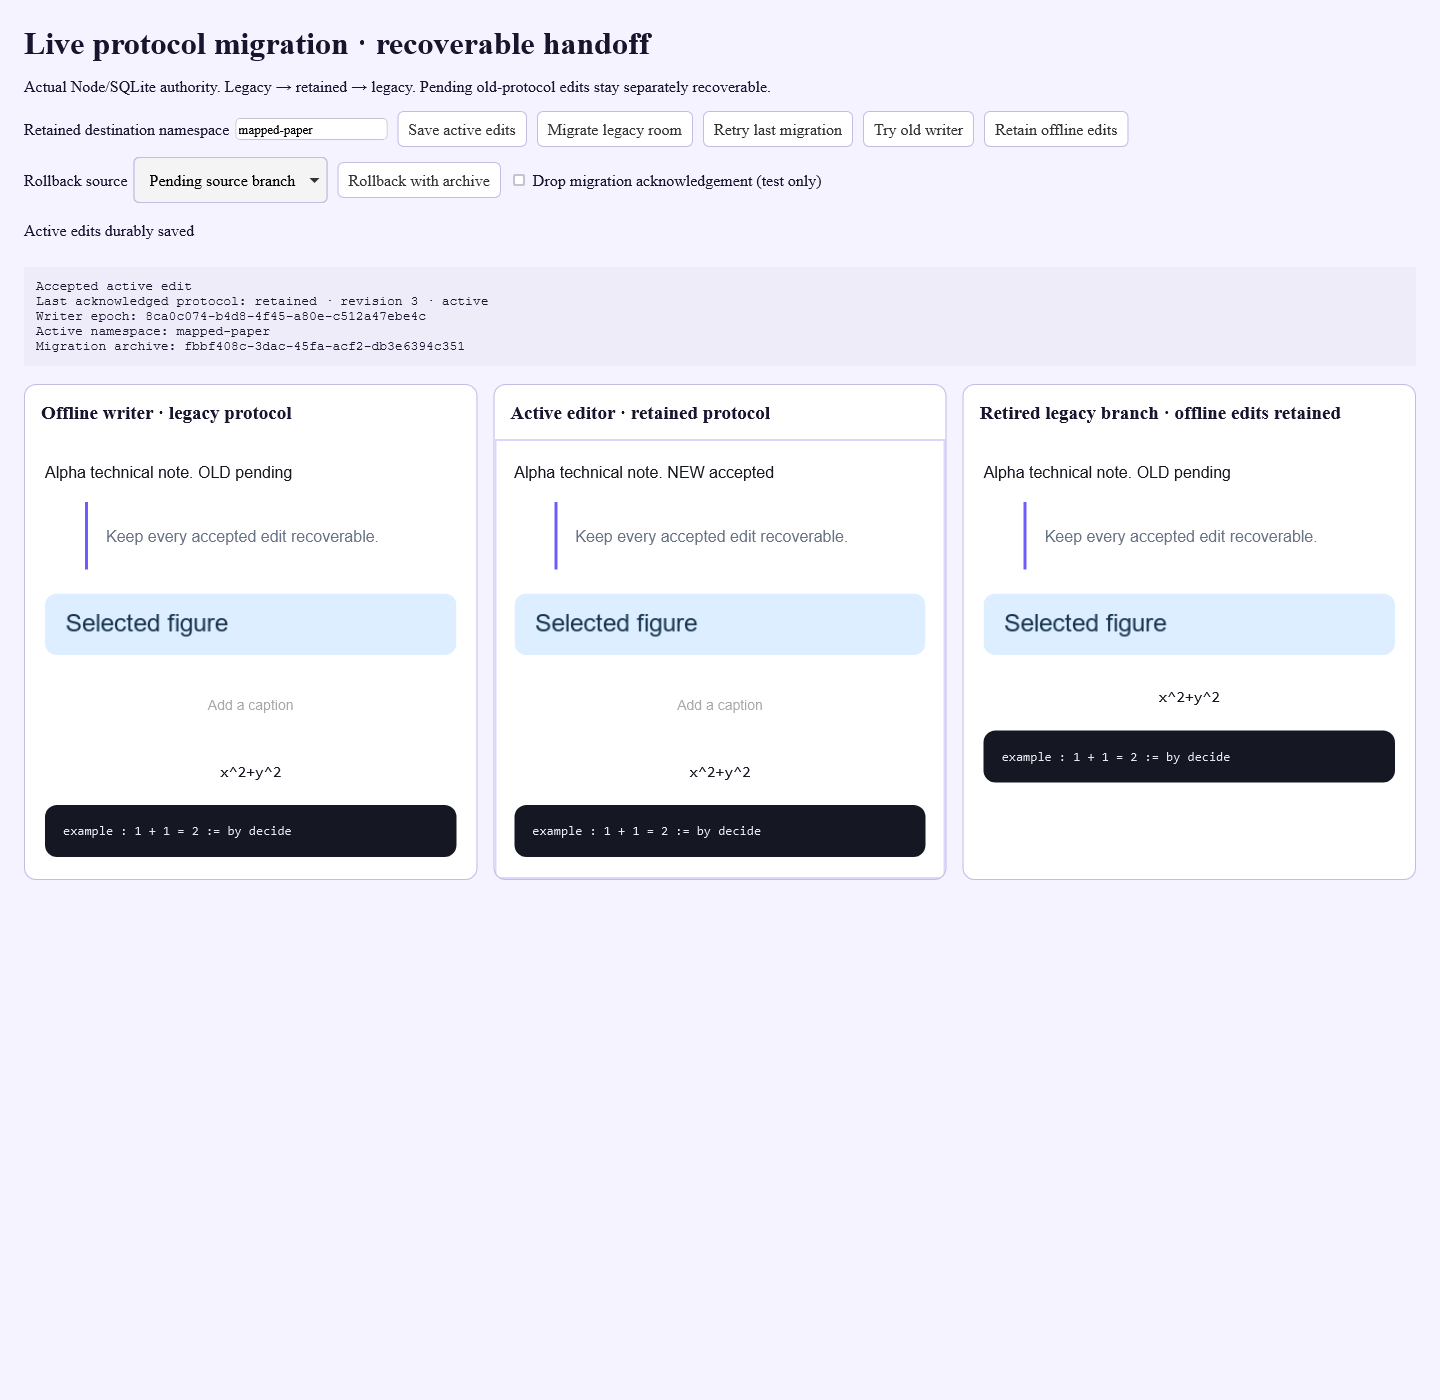 Live protocol migration · recoverable handoff
Actual Node/SQLite authority. Legacy → retained → legacy. Pending old-protocol edits stay separately recoverable.
Retained destination namespace mapped-paper Save active edits Migrate legacy room Retry last migration Try old writer Retain offline edits
Rollback source Pending source branch Rollback with archive Drop migration acknowledgement (test only)
Active edits durably saved
Accepted active edit
Last acknowledged protocol: retained · revision 3 · active
Writer epoch: 8ca0c074-b4d8-4f45-a80e-c512a47ebe4c
Active namespace: mapped-paper
Migration archive: fbbf408c-3dac-45fa-acf2-db3e6394c351
Offline writer · legacy protocol
Alpha technical note. OLD pending
Keep every accepted edit recoverable.
Selected figure
Add a caption
x^2+y^2
example : 1 + 1 = 2 := by decide
Active editor · retained protocol
Alpha technical note. NEW accepted
Keep every accepted edit recoverable.
Selected figure
Add a caption
x^2+y^2
example : 1 + 1 = 2 := by decide
Retired legacy branch · offline edits retained
Alpha technical note. OLD pending
Keep every accepted edit recoverable.
Selected figure
x^2+y^2
example : 1 + 1 = 2 := by decide